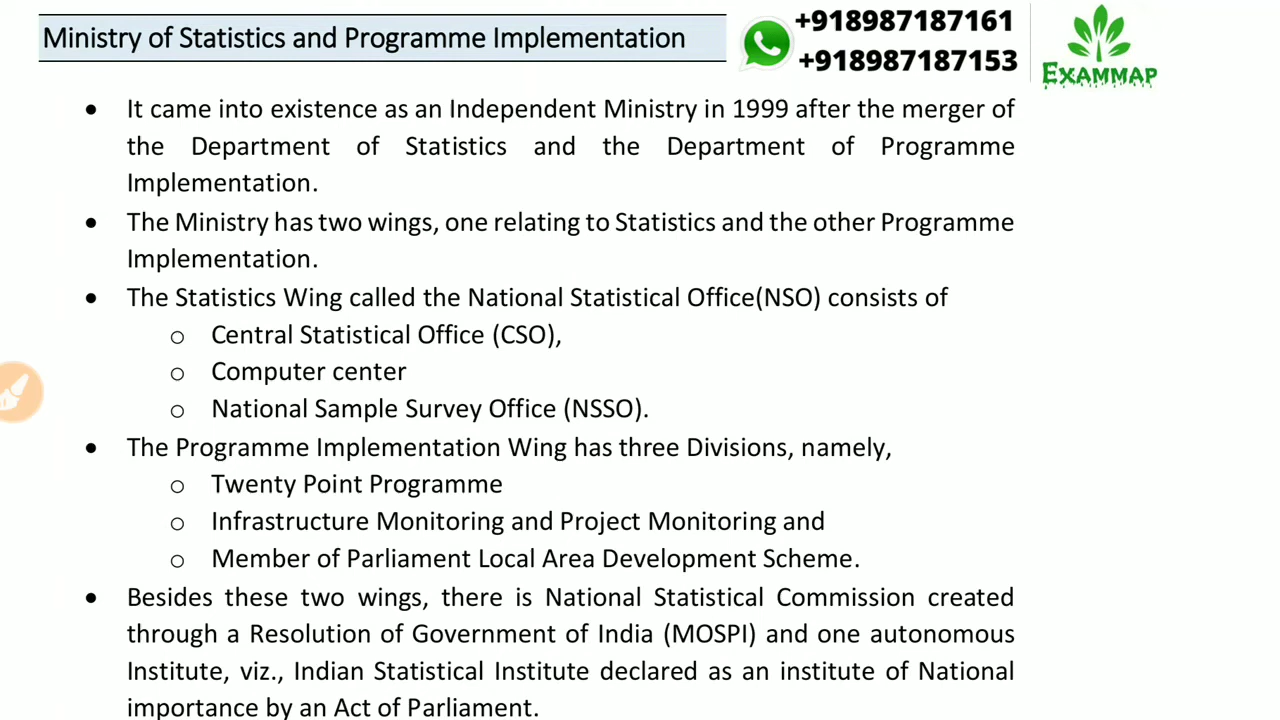 Ministry of Statistics and Programme Implementation
+918987187161
+918987187153
EXAMMAP
• It came into existence as an Independent Ministry in 1999 after the merger of
the Department of Statistics and the Department of Programme
Implementation.
• The Ministry has two wings, one relating to Statistics and the other Programme
Implementation.
• The Statistics Wing called the National Statistical Office(NSO) consists of
o Central Statistical Office (CSO),
o Computer center
o National Sample Survey Office (NSSO).
• The Programme Implementation Wing has three Divisions, namely,
o Twenty Point Programme
o Infrastructure Monitoring and Project Monitoring and
o Member of Parliament Local Area Development Scheme.
• Besides these two wings, there is National Statistical Commission created
through a Resolution of Government of India (MOSPI) and one autonomous
Institute, viz., Indian Statistical Institute declared as an institute of National
importance by an Act of Parliament.